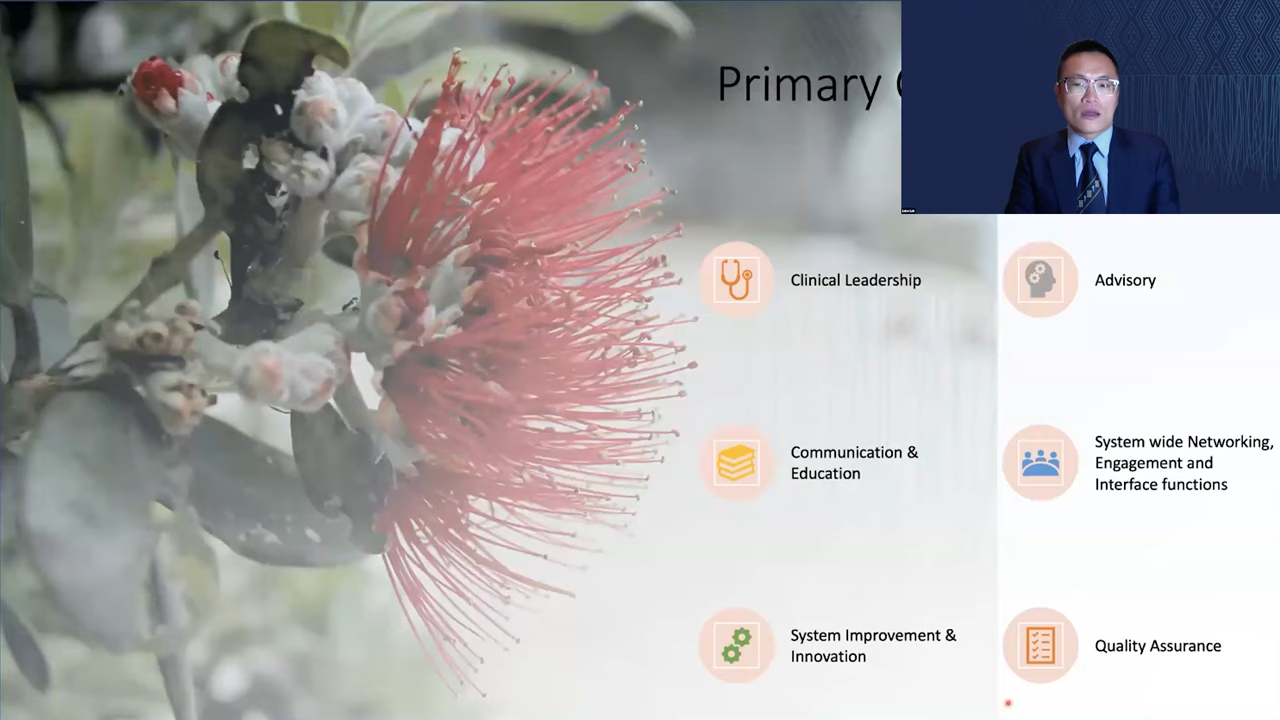 Primary
Clinical Leadership
Advisory
Communication &
Education
System wide Networking,
Engagement and
Interface functions
System Improvement &
Innovation
Quality Assurance